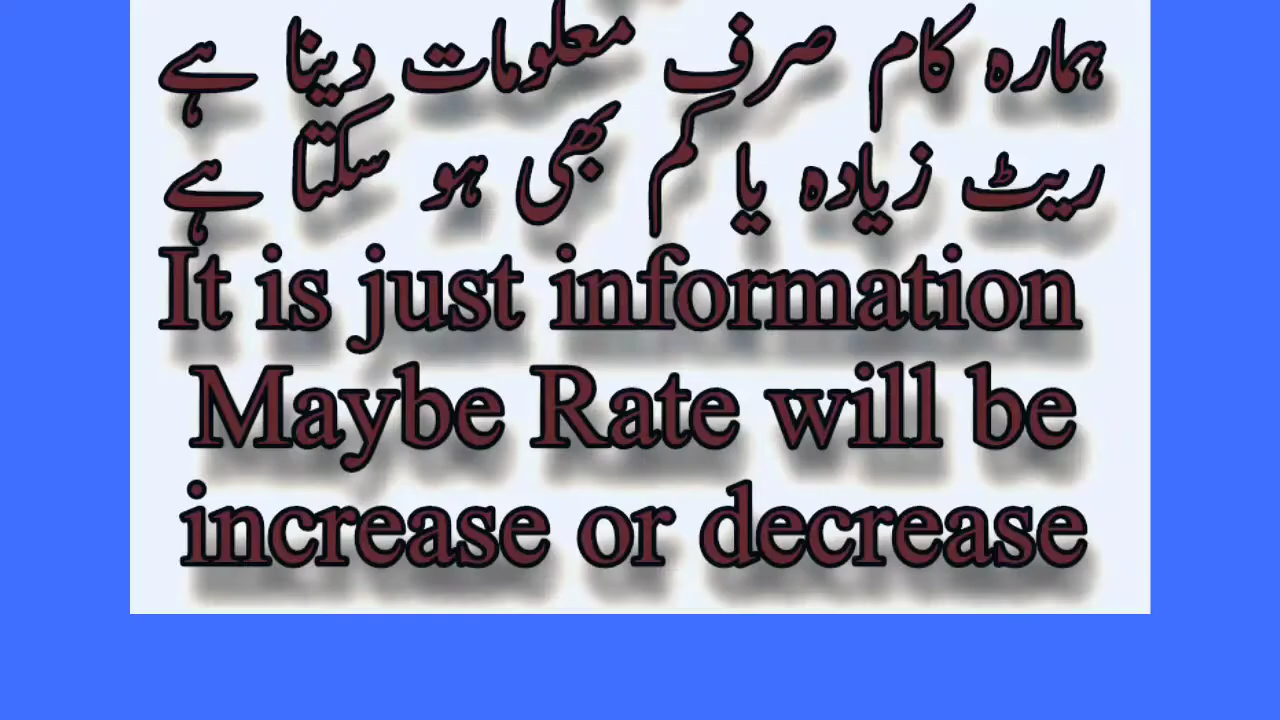 ہمارہ کام صرف معلومات دینا ہے
ریٹ زیادہ یا کم بھی ہو سکتا ہے
It is just information
Maybe Rate will be
increase or decrease